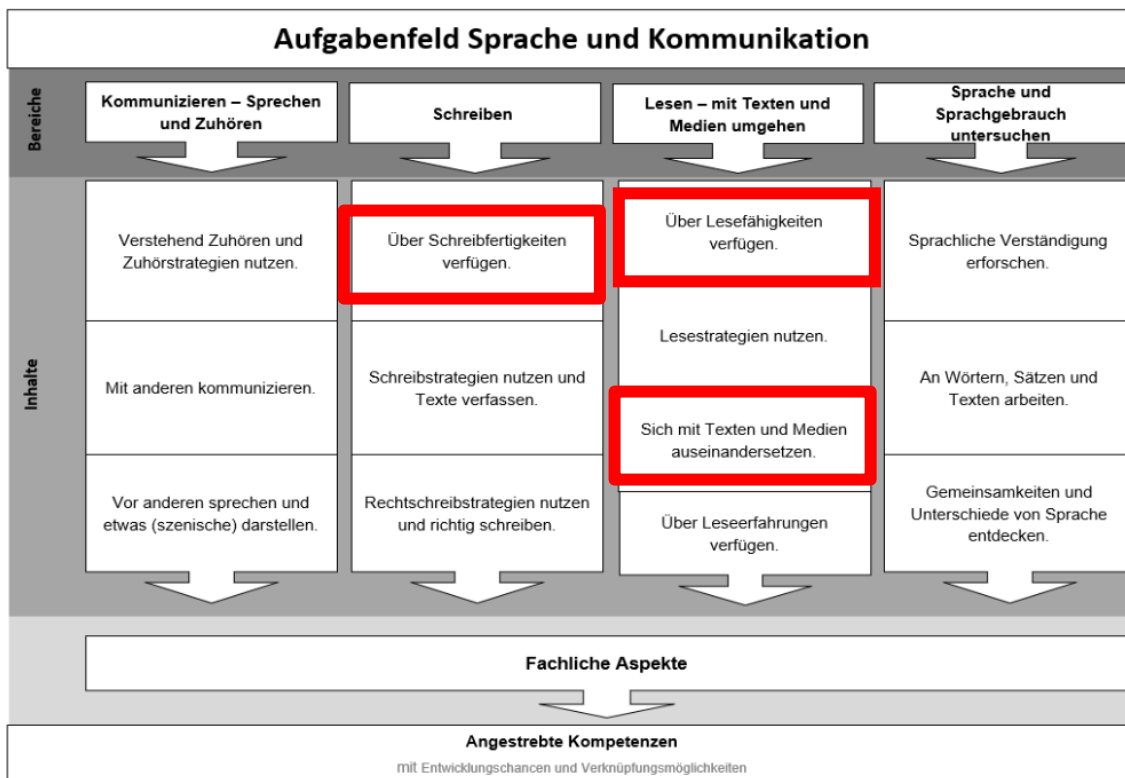 Aufgabenfeld Sprache und Kommunikation
Bereiche
Kommunizieren – Sprechen
und Zuhören
Schreiben
Lesen – mit Texten und
Medien umgehen
Sprache und
Sprachgebrauch
untersuchen
Inhalte
Verstehend Zuhören und
Zuhörstrategien nutzen.
Mit anderen kommunizieren.
Vor anderen sprechen und
etwas (szenische) darstellen.
Über Schreibfertigkeiten
verfügen.
Schreibstrategien nutzen und
Texte verfassen.
Rechtschreibstrategien nutzen
und richtig schreiben.
Über Lesefähigkeiten
verfügen.
Lesestrategien nutzen.
Sich mit Texten und Medien
auseinandersetzen.
Über Leseerfahrungen
verfügen.
Sprachliche Verständigung
erforschen.
An Wörtern, Sätzen und
Texten arbeiten.
Gemeinsamkeiten und
Unterschiede von Sprache
entdecken.
Fachliche Aspekte
Angestrebte Kompetenzen
mit Entwicklungschancen und Verknüpfungsmöglichkeiten